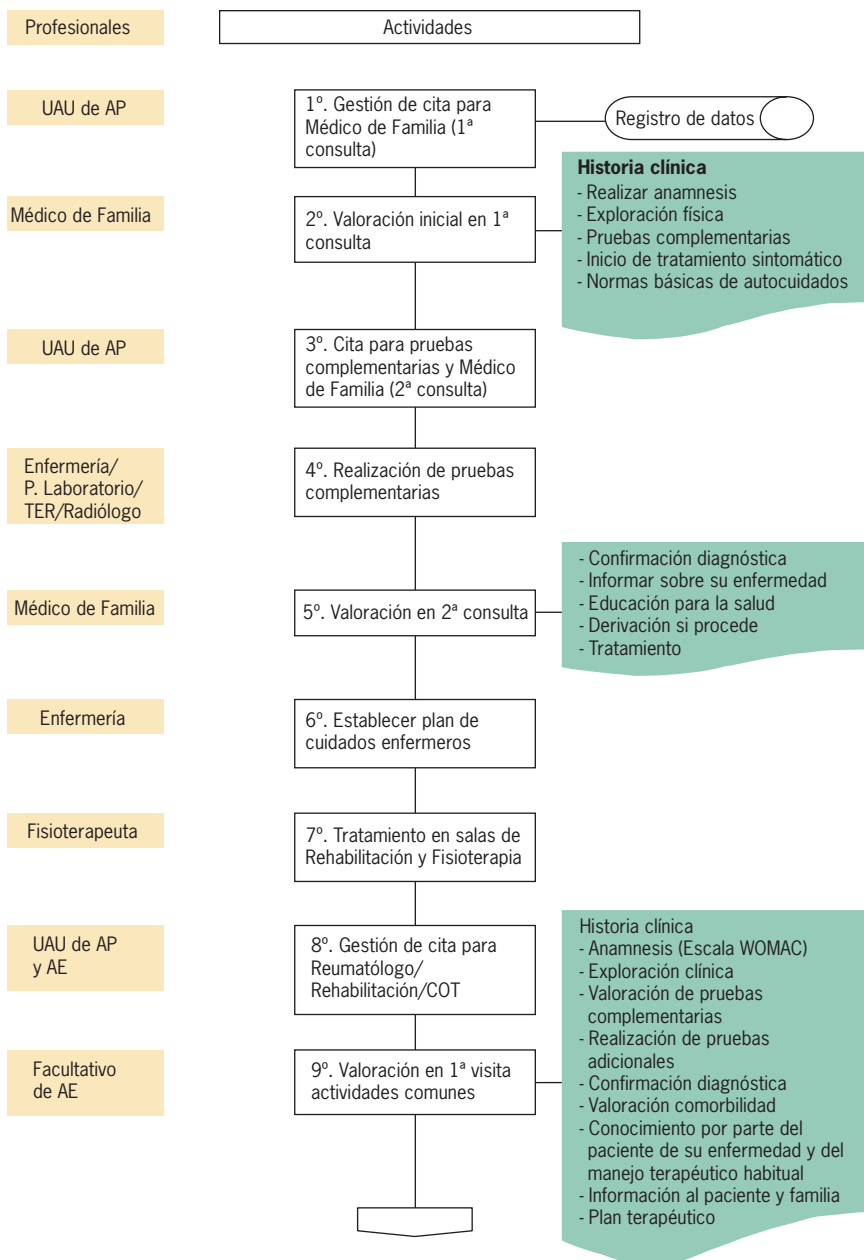 Profesionales
Actividades
UAU de AP
1º. Gestión de cita para
Médico de Familia (1ª
consulta)
Registro de datos
Médico de Familia
2º. Valoración inicial en 1ª
consulta
Historia clínica
- Realizar anamnesis
- Exploración física
- Pruebas complementarias
- Inicio de tratamiento sintomático
- Normas básicas de autocuidados
UAU de AP
3º. Cita para pruebas
complementarias y Médico
de Familia (2ª consulta)
Enfermería/
P. Laboratorio/
TER/Radiólogo
4º. Realización de pruebas
complementarias
Médico de Familia
5º. Valoración en 2ª consulta
- Confirmación diagnóstica
- Informar sobre su enfermedad
- Educación para la salud
- Derivación si procede
- Tratamiento
Enfermería
6º. Establecer plan de
cuidados enfermeros
Fisioterapeuta
7º. Tratamiento en salas de
Rehabilitación y Fisioterapia
UAU de AP
y AE
8º. Gestión de cita para
Reumatólogo/
Rehabilitación/COT
Facultativo
de AE
9º. Valoración en 1ª visita
actividades comunes
Historia clínica
- Anamnesis (Escala WOMAC)
- Exploración clínica
- Valoración de pruebas
complementarias
- Realización de pruebas
adicionales
- Confirmación diagnóstica
- Valoración comorbilidad
- Conocimiento por parte del
paciente de su enfermedad y del
manejo terapéutico habitual
- Información al paciente y familia
- Plan terapéutico